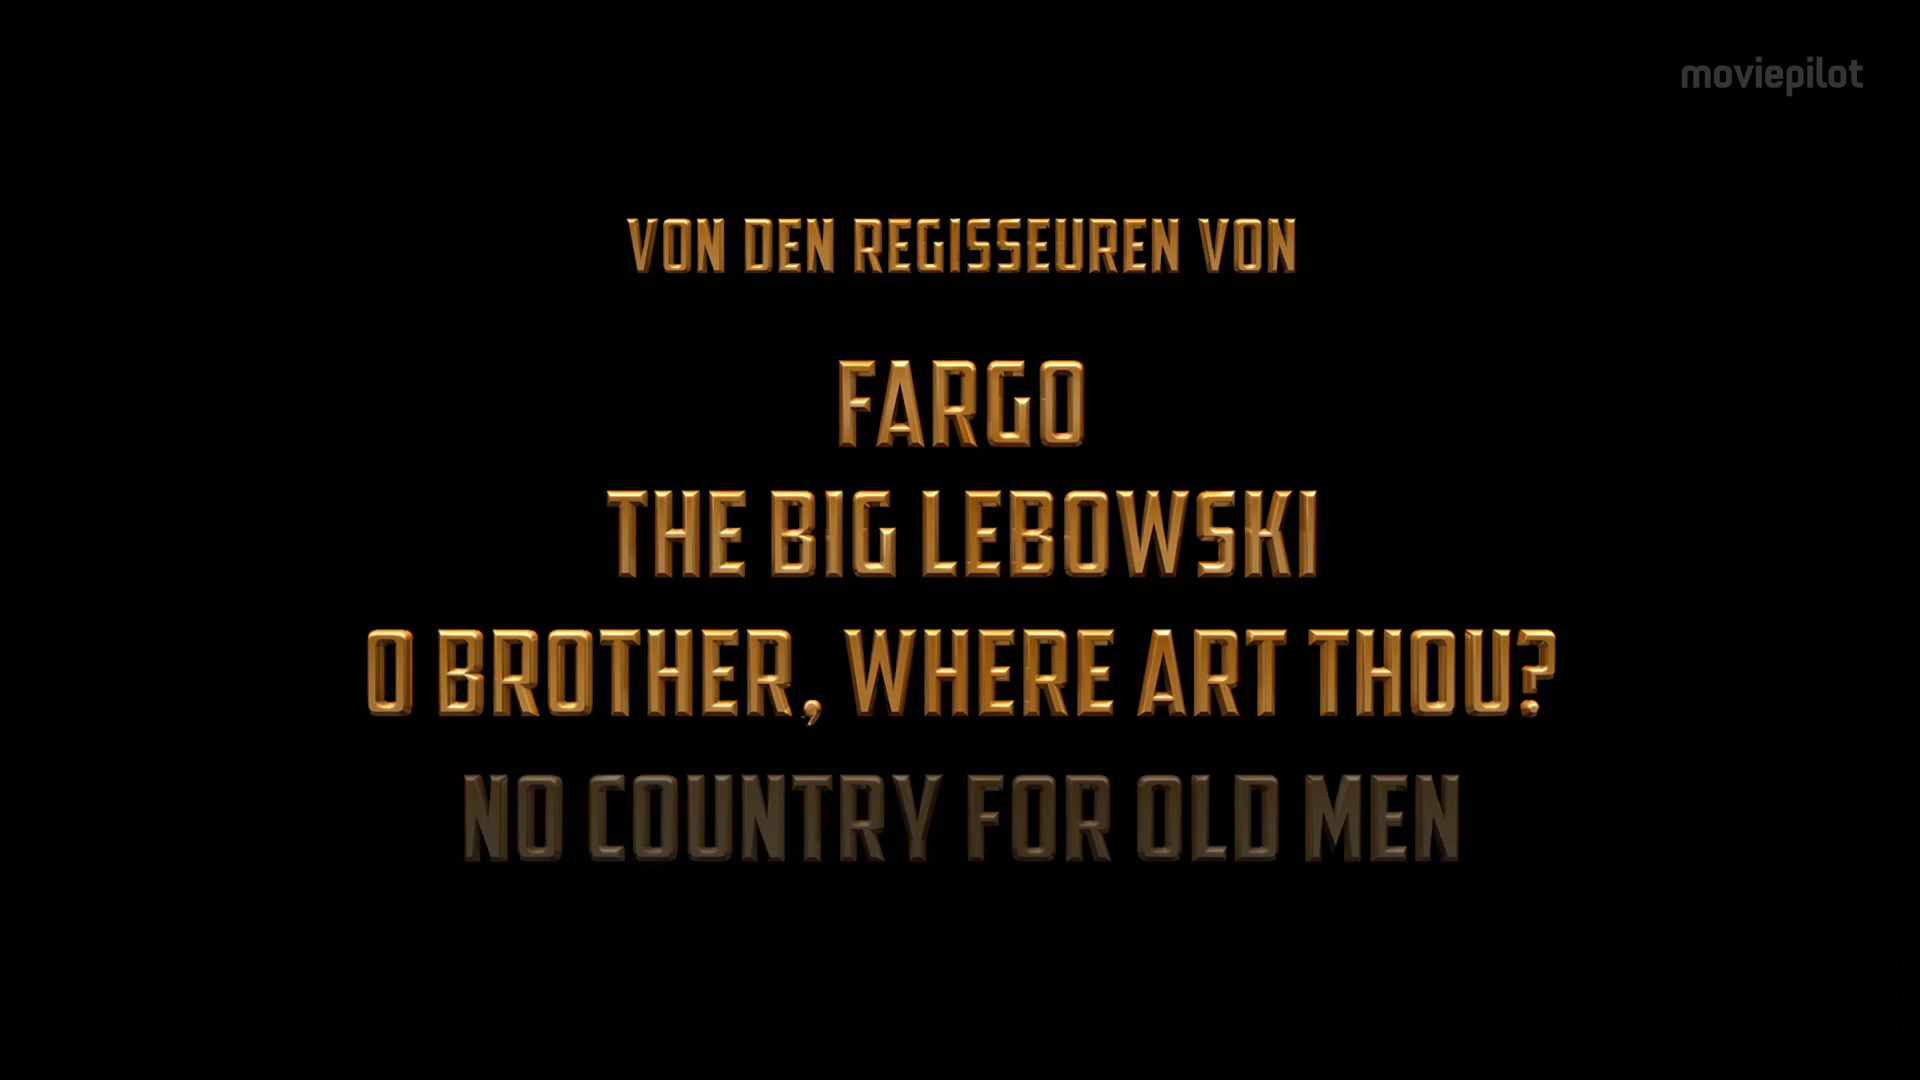 moviepilot
VON DEN REGISSEUREN VON
FARGO
THE BIG LEBOWSKI
O BROTHER, WHERE ART THOU?
NO COUNTRY FOR OLD MEN